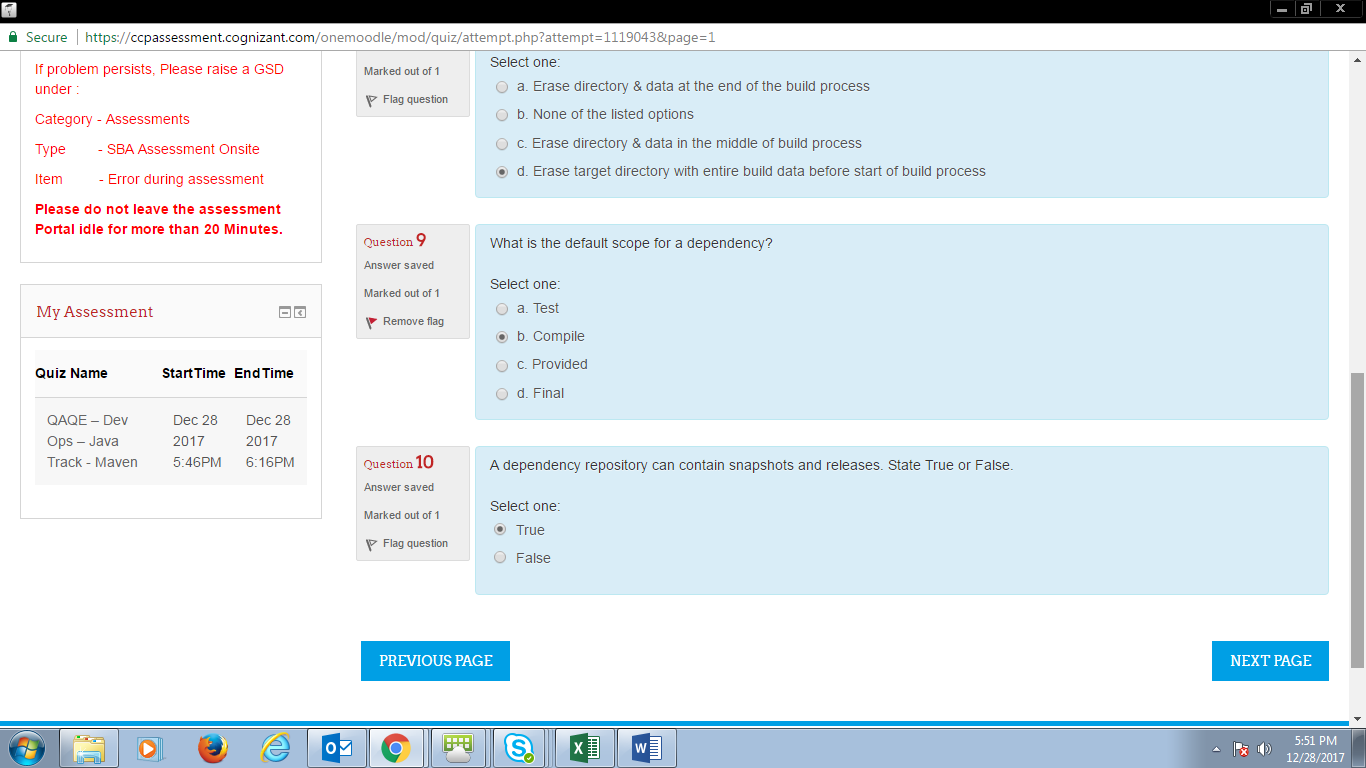 Secure https://ccpassessment.cognizant.com/onemoodle/mod/quiz/attempt.php?attempt=1119043&page=1
If problem persists, Please raise a GSD
under :
Category - Assessments
Type - SBA Assessment Onsite
Item - Error during assessment
Please do not leave the assessment
Portal idle for more than 20 Minutes.
My Assessment
Quiz Name StartTime EndTime
QAQE – Dev Dec 28 Dec 28
Ops – Java 2017 2017
Track - Maven 5:46PM 6:16PM
Marked out of 1
Flag question
Select one:
a. Erase directory & data at the end of the build process
b. None of the listed options
c. Erase directory & data in the middle of build process
d. Erase target directory with entire build data before start of build process
Question 9
Answer saved
Marked out of 1
Remove flag
What is the default scope for a dependency?
Select one:
a. Test
b. Compile
c. Provided
d. Final
Question 10
Answer saved
Marked out of 1
Flag question
A dependency repository can contain snapshots and releases. State True or False.
Select one:
True
False
PREVIOUS PAGE
NEXT PAGE
5:51 PM
12/28/2017